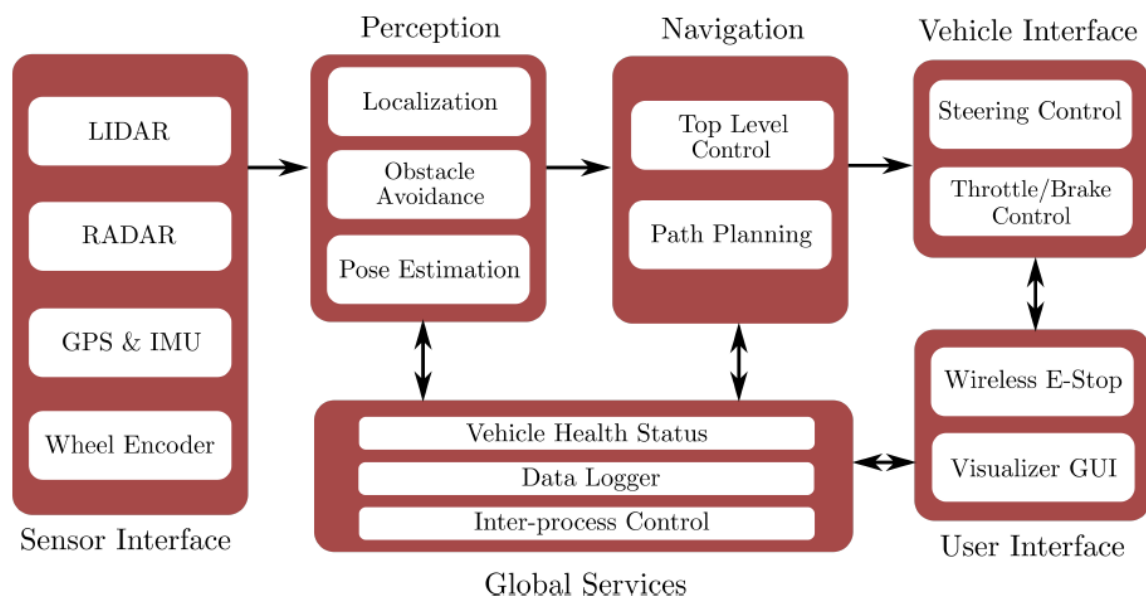 Perception
Navigation
Vehicle Interface
LIDAR
RADAR
GPS & IMU
Wheel Encoder
Sensor Interface
Localization
Obstacle
Avoidance
Pose Estimation
Top Level
Control
Path Planning
Steering Control
Throttle/Brake
Control
Vehicle Health Status
Data Logger
Inter-process Control
Global Services
Wireless E-Stop
Visualizer GUI
User Interface